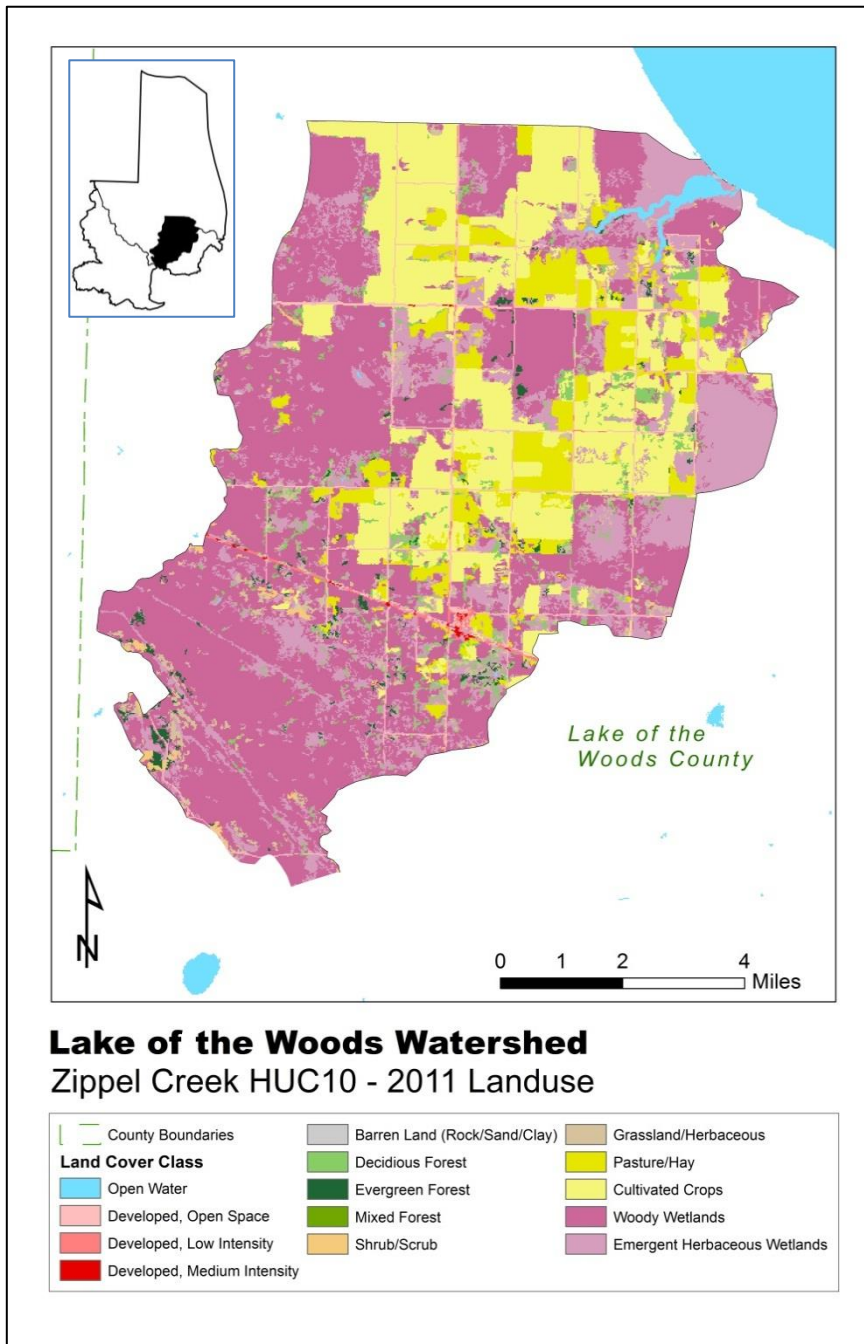 Lake of the
Woods County
N
0 1 2 4
Miles
Lake of the Woods Watershed
Zippel Creek HUC10 - 2011 Landuse
County Boundaries
Land Cover Class
Open Water
Developed, Open Space
Developed, Low Intensity
Developed, Medium Intensity
Barren Land (Rock/Sand/Clay)
Decidious Forest
Evergreen Forest
Mixed Forest
Shrub/Scrub
Grassland/Herbaceous
Pasture/Hay
Cultivated Crops
Woody Wetlands
Emergent Herbaceous Wetlands